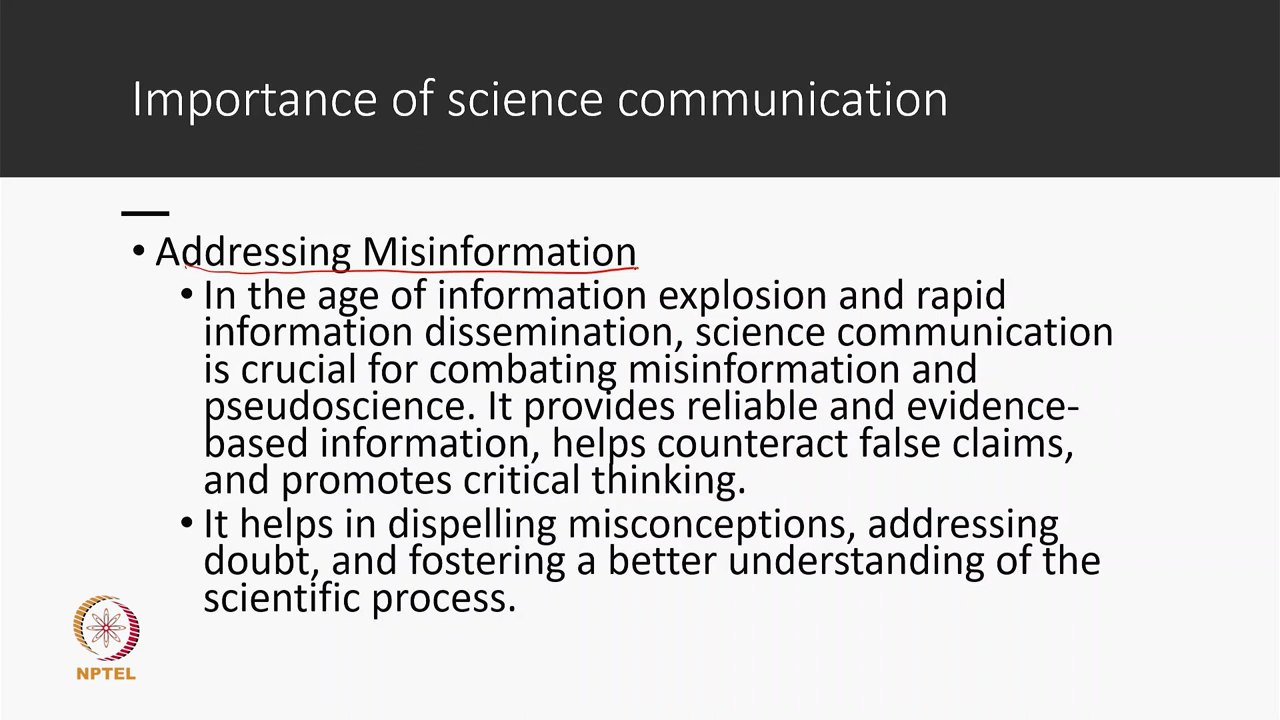 Importance of science communication
• Addressing Misinformation
• In the age of information explosion and rapid
information dissemination, science communication
is crucial for combating misinformation and
pseudoscience. It provides reliable and evidence-
based information, helps counteract false claims,
and promotes critical thinking.
• It helps in dispelling misconceptions, addressing
doubt, and fostering a better understanding of the
scientific process.
NPTEL